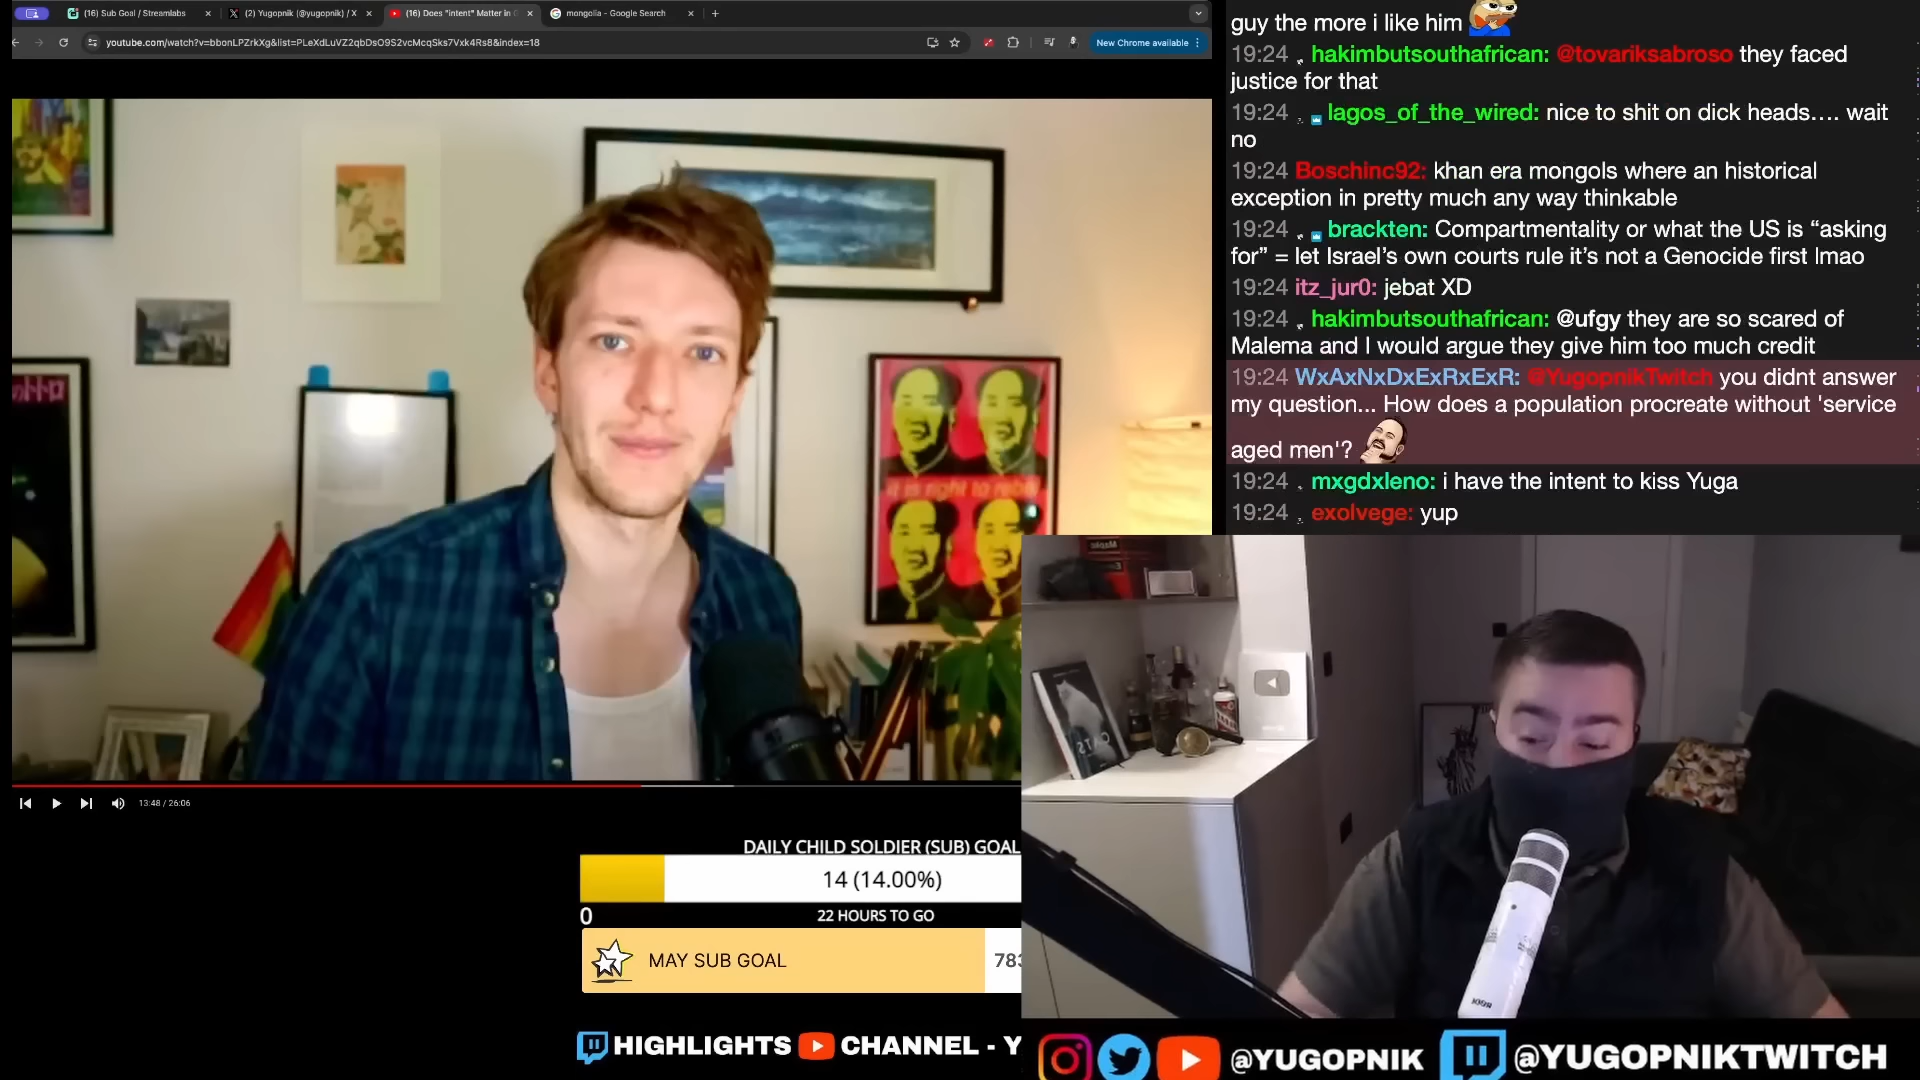 (16) Sub Goal / Streamlabs
(2) Yugopnik (@yugopnik) / X
(16) Does "intent" Matter in
mongolia - Google Search
youtube.com/watch?v=bbonLPZrkXg&list=PLeXdLuVZ2qbDsO9S2vcMcqSks7Vxk4Rs8&index=18
New Chrome available
guy the more i like him
19:24 hakimbutsouthafrican: @tovariksabroso they faced
justice for that
19:24 lagos_of_the_wired: nice to shit on dick heads…. wait
no
19:24 Boschinc92: khan era mongols where an historical
exception in pretty much any way thinkable
19:24 brackten: Compartmentality or what the US is “asking
for” = let Israel’s own courts rule it’s not a Genocide first lmao
19:24 itz_jur0: jebat XD
19:24 hakimbutsouthafrican: @ufgy they are so scared of
Malema and I would argue they give him too much credit
19:24 WxAxNxDxExRxExR: @YugopnikTwitch you didnt answer
my question... How does a population procreate without 'service
aged men'?
19:24 mxgdxleno: i have the intent to kiss Yuga
19:24 exolvege: yup
it is right to rebel
CATS
13:48 / 26:06
DAILY CHILD SOLDIER (SUB) GOAL
14 (14.00%)
0
22 HOURS TO GO
MAY SUB GOAL
783
HIGHLIGHTS
CHANNEL - Y
@YUGOPNIK
@YUGOPNIKTWITCH